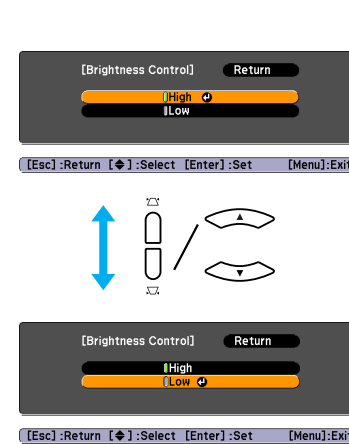 [Brightness Control] Return
High
Low
[Esc] :Return [◆] :Select [Enter] :Set [Menu]:Exit
[Brightness Control] Return
High
Low
[Esc] :Return [◆] :Select [Enter] :Set [Menu]:Exit